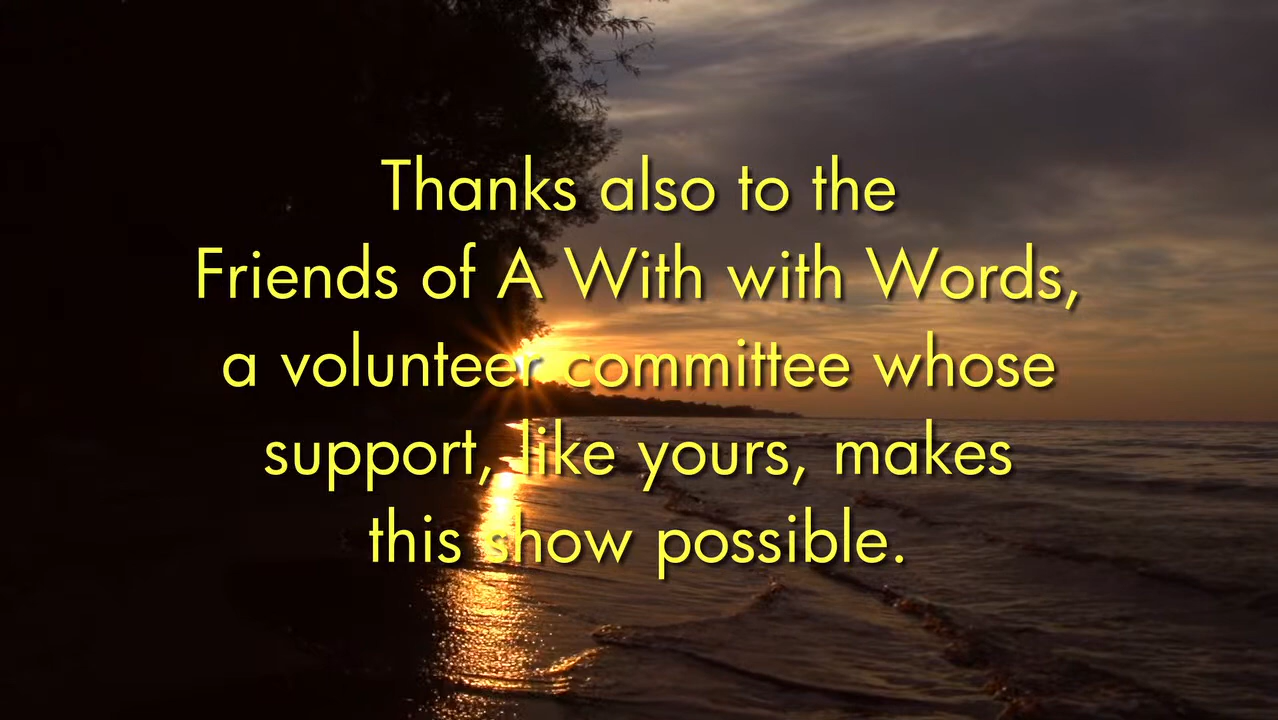 Thanks also to the
Friends of A With with Words,
a volunteer committee whose
support, like yours, makes
this show possible.